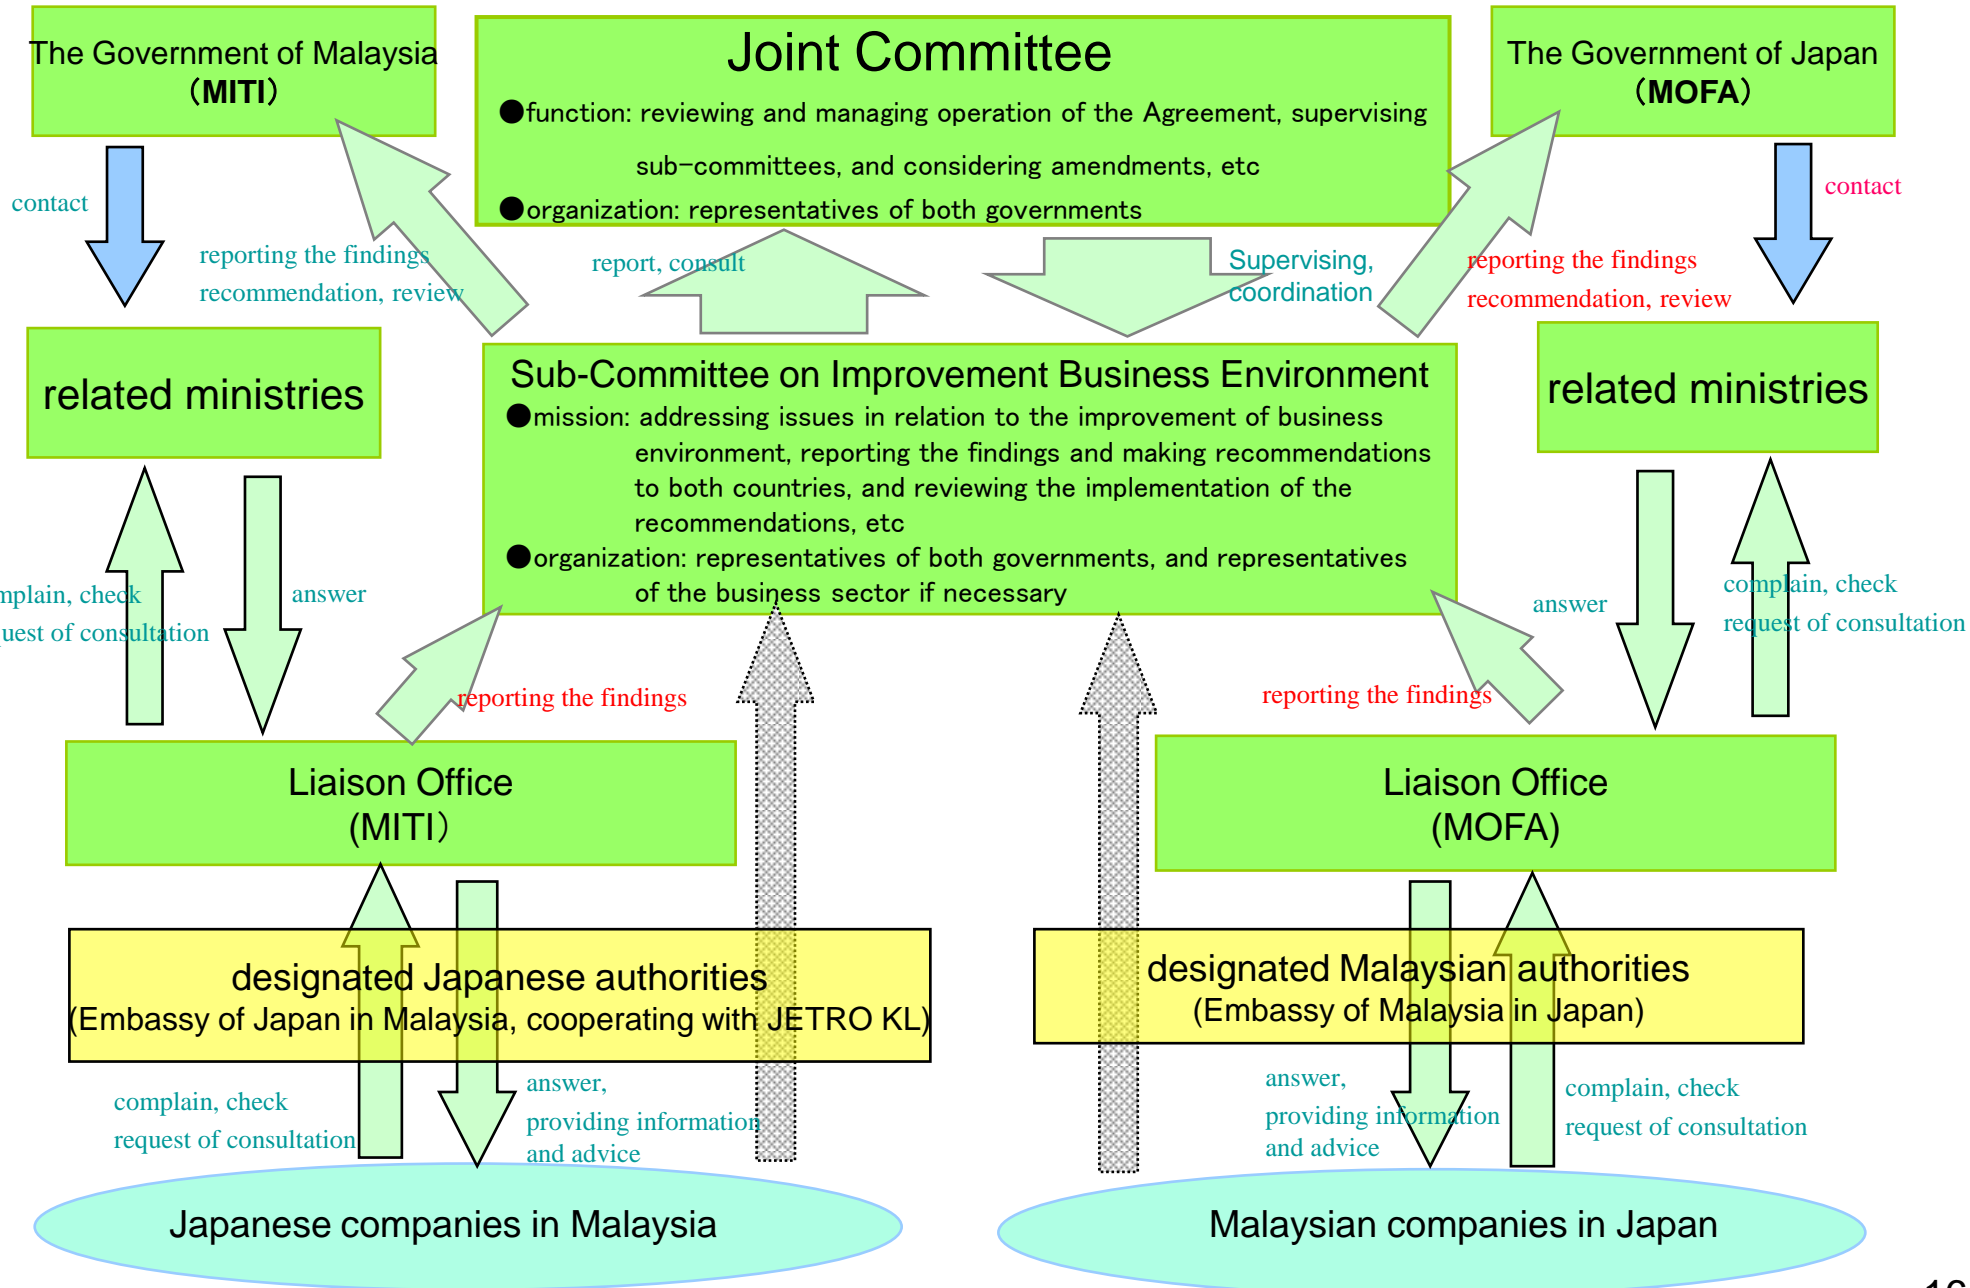 The Government of Malaysia
（MITI）
Joint Committee
●function: reviewing and managing operation of the Agreement, supervising
sub-committees, and considering amendments, etc
●organization: representatives of both governments
The Government of Japan
（MOFA）
contact
contact
reporting the findings
recommendation, review
report, consult
Supervising,
coordination
reporting the findings
recommendation, review
related ministries
Sub-Committee on Improvement Business Environment
●mission: addressing issues in relation to the improvement of business
environment, reporting the findings and making recommendations
to both countries, and reviewing the implementation of the
recommendations, etc
●organization: representatives of both governments, and representatives
of the business sector if necessary
related ministries
mplain, check
quest of consultation
answer
answer
complain, check
request of consultation
reporting the findings
reporting the findings
Liaison Office
(MITI）
Liaison Office
(MOFA)
designated Japanese authorities
(Embassy of Japan in Malaysia, cooperating with JETRO KL)
designated Malaysian authorities
(Embassy of Malaysia in Japan)
complain, check
request of consultation
answer,
providing information
and advice
answer,
providing information
and advice
complain, check
request of consultation
Japanese companies in Malaysia
Malaysian companies in Japan